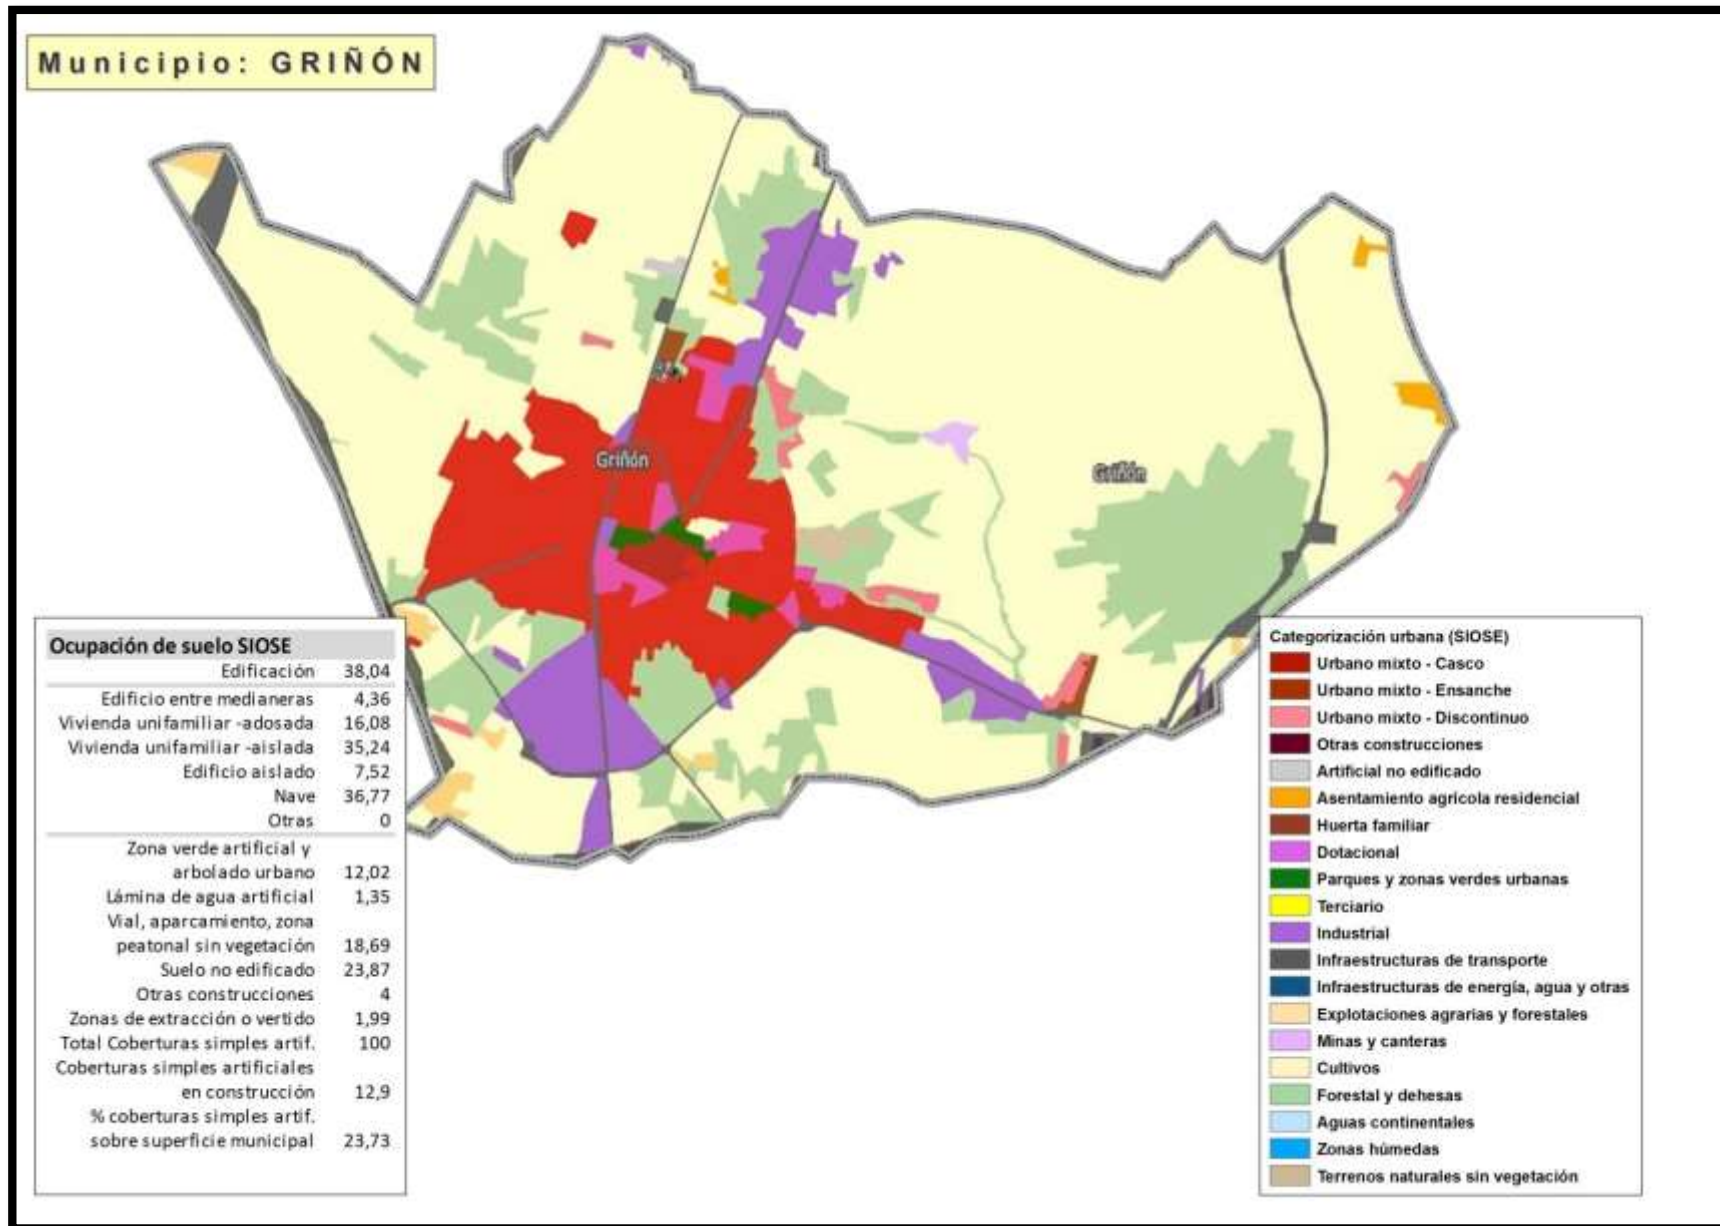 Municipio: GRIÑÓN
Griñón
Griñón
Ocupación de suelo SIOSE
Edificación 38,04
Edificio entre medianeras 4,36
Vivienda unifamiliar -adosada 16,08
Vivienda unifamiliar -aislada 35,24
Edificio aislado 7,52
Nave 36,77
Otras 0
Zona verde artificial y
arbolado urbano 12,02
Lámina de agua artificial 1,35
Vial, aparcamiento, zona
peatonal sin vegetación 18,69
Suelo no edificado 23,87
Otras construcciones 4
Zonas de extracción o vertido 1,99
Total Coberturas simples artif. 100
Coberturas simples artificiales
en construcción 12,9
% coberturas simples artif.
sobre superficie municipal 23,73
Categorización urbana (SIOSE)
Urbano mixto - Casco
Urbano mixto - Ensanche
Urbano mixto - Discontinuo
Otras construcciones
Artificial no edificado
Asentamiento agrícola residencial
Huerta familiar
Dotacional
Parques y zonas verdes urbanas
Terciario
Industrial
Infraestructuras de transporte
Infraestructuras de energía, agua y otras
Explotaciones agrarias y forestales
Minas y canteras
Cultivos
Forestal y dehesas
Aguas continentales
Zonas húmedas
Terrenos naturales sin vegetación